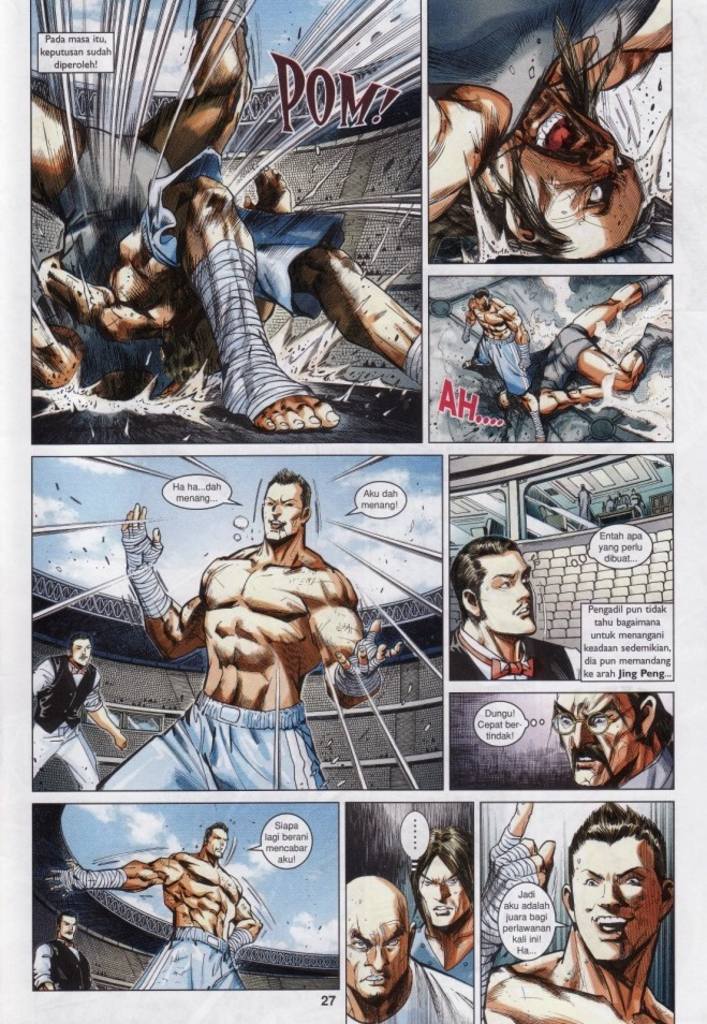 Pada masa itu,
keputusan sudah
diperoleh!
POM!
AH....
Ha ha...dah
menang...
Aku dah
menang!
Entah apa
yang perlu
dibuat...
Pengadil pun tidak
tahu bagaimana
untuk menangani
keadaan sedemikian,
dia pun memandang
ke arah Jing Peng...
Dungu!
Cepat ber-
tindak!
Siapa
lagi berani
mencabar
aku!
......
Jadi
aku adalah
juara bagi
perlawanan
kali ini!
Ha...
27